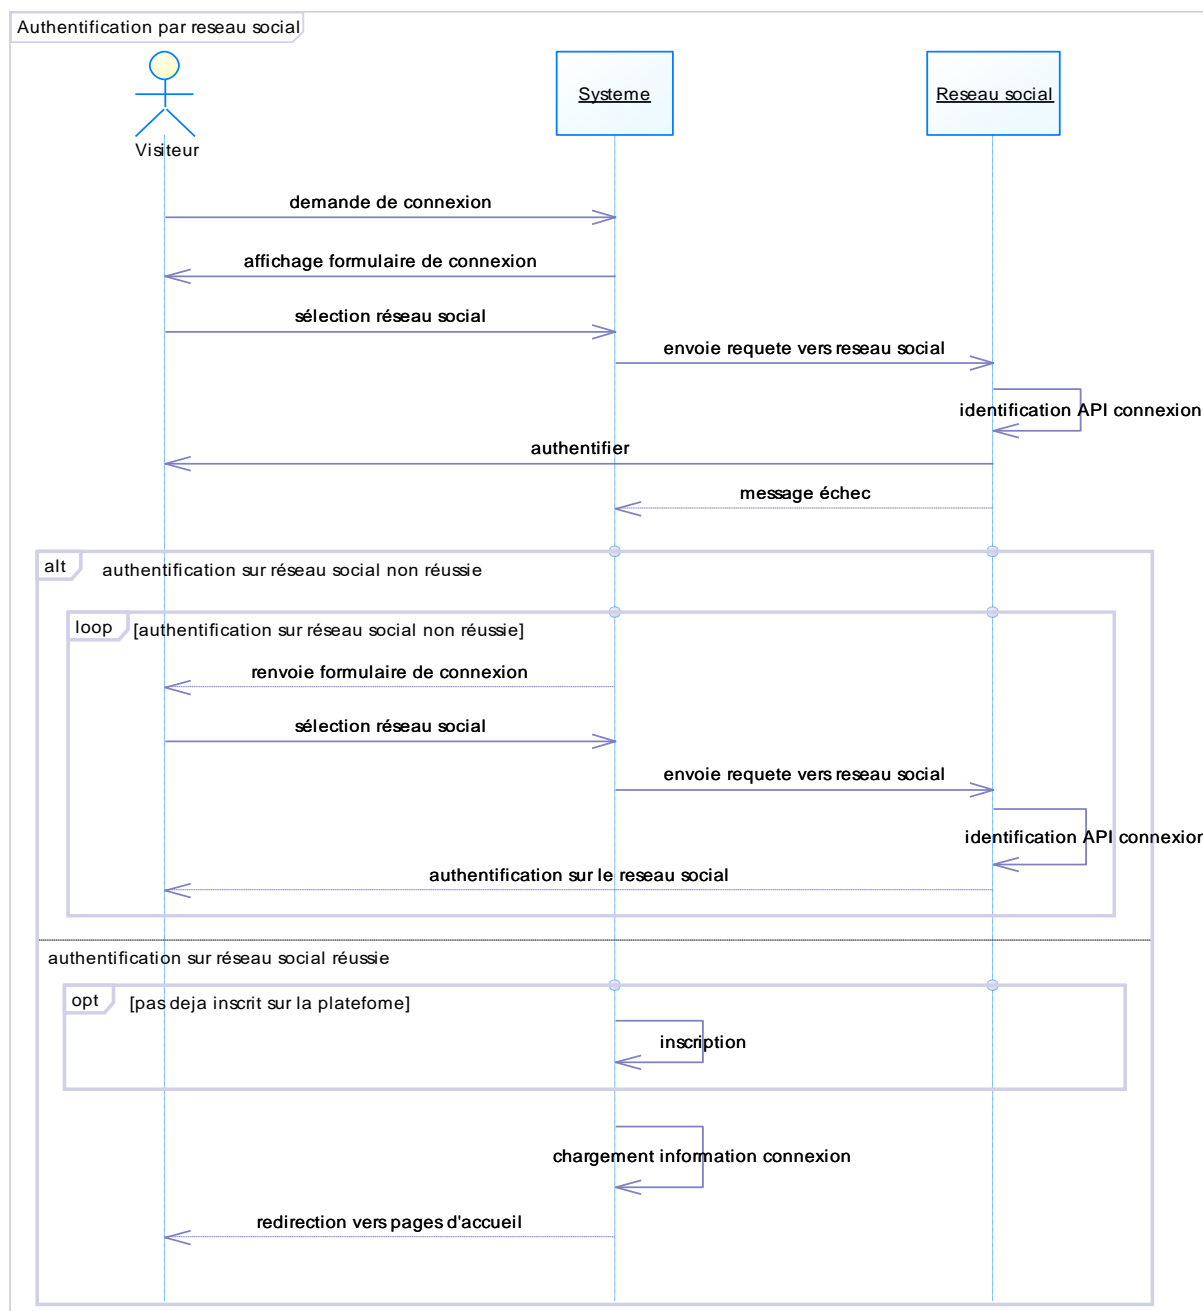 Authentification par reseau social
Systeme
Reseau social
Visiteur
demande de connexion
affichage formulaire de connexion
sélection réseau social
envoie requete vers reseau social
identification API connexion
authentifier
message échec
alt
authentification sur réseau social non réussie
loop
[authentification sur réseau social non réussie]
renvoie formulaire de connexion
sélection réseau social
envoie requete vers reseau social
identification API connexion
authentification sur le reseau social
authentification sur réseau social réussie
opt
[pas deja inscrit sur la platefome]
inscription
chargement information connexion
redirection vers pages d'accueil